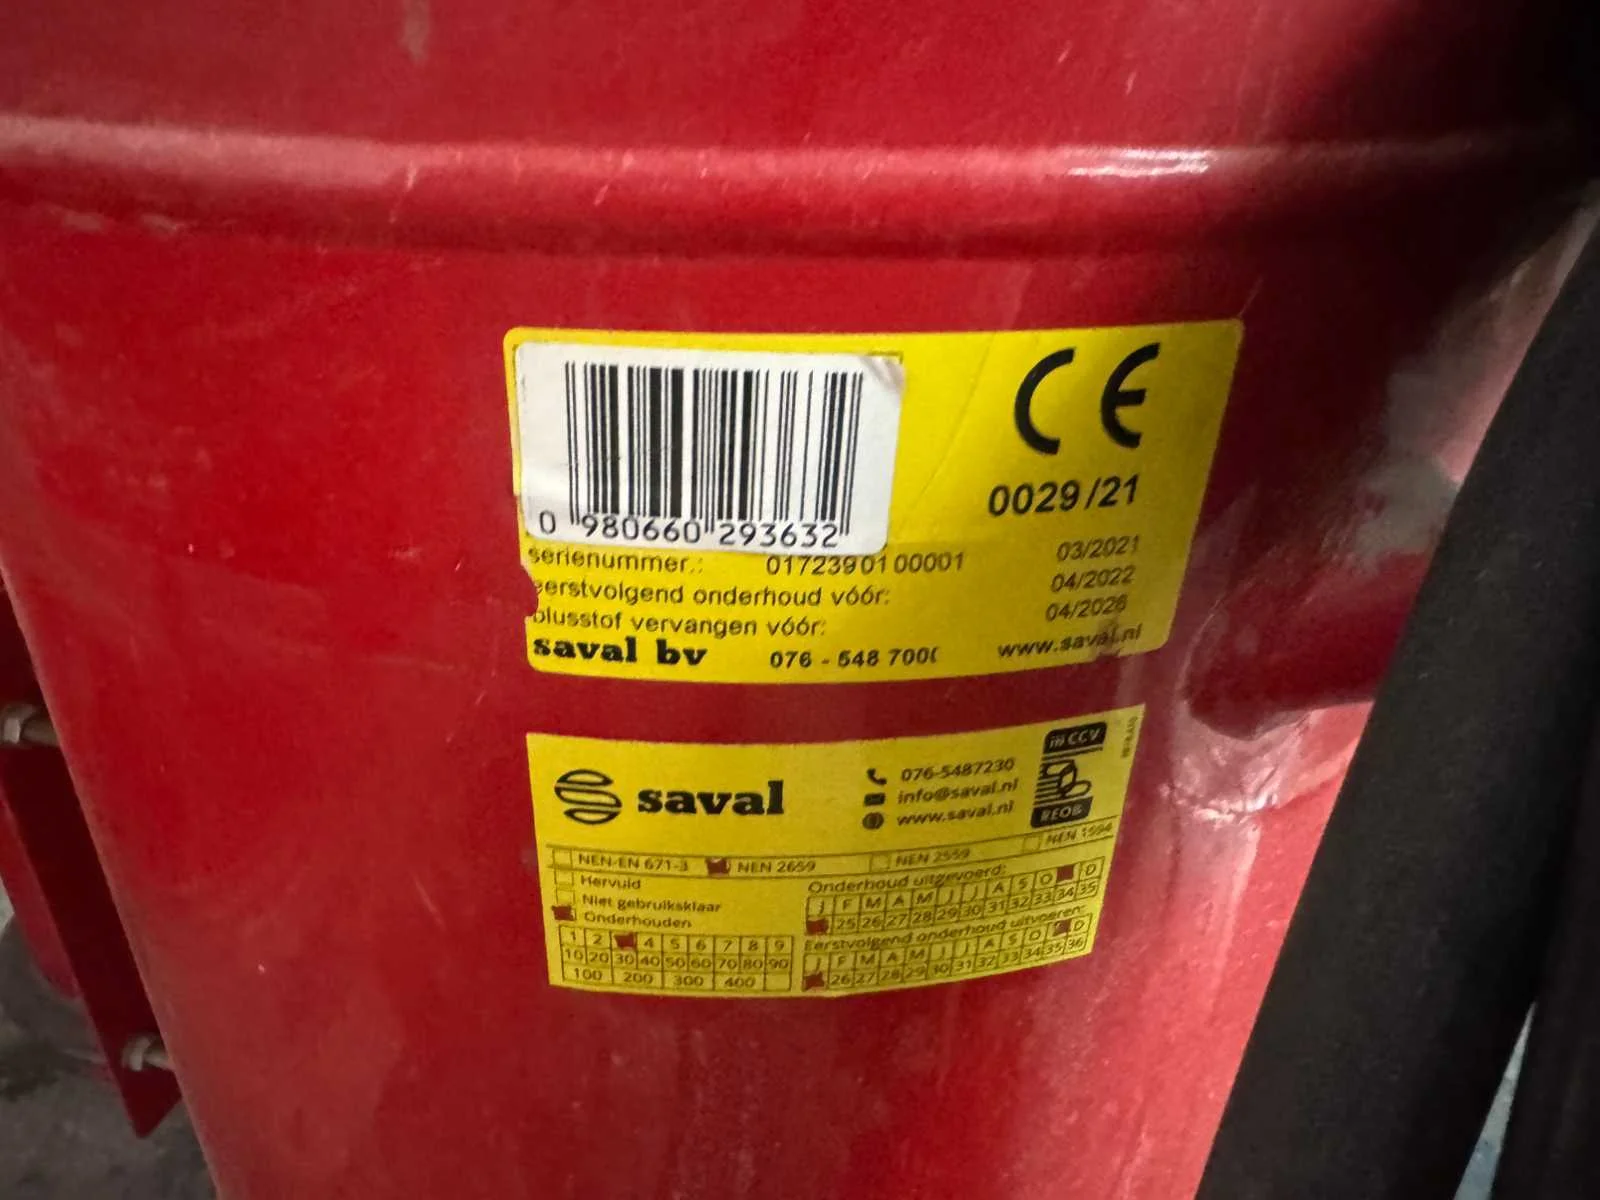 CE
0029/21
0 980660 293632
serienummer.: 01723901 00001 03/2021
eerstvolgend onderhoud vóór: 04/2022
blusstof vervangen vóór: 04/2026
saval bv 076 - 548 700 www.saval.nl
in CCV
saval
076-5487230
info@saval.nl
www.saval.nl
REOB
NEN-EN 671-3 NEN 2659 NEN 2559 NEN 1594
Hervuld
Niet gebruiksklaar
Onderhouden
1 2 4 5 6 7 8 9
10 20 30 40 50 60 70 80 90
100 200 300 400
Onderhoud uitgevoerd:
J F M A M J J A S O D
25 26 27 28 29 30 31 32 33 34 35
Eerstvolgend onderhoud uitvoeren:
J F M A M J J A S O D
26 27 28 29 30 31 32 33 34 35 36